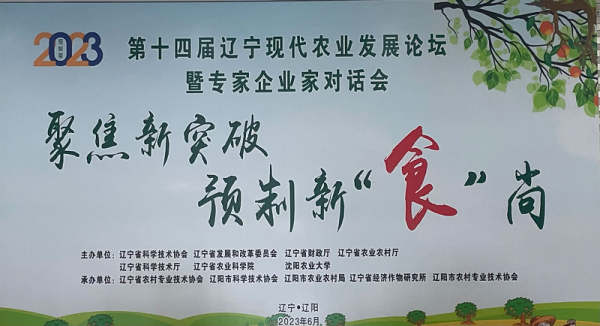 2023
预制菜
第十四届辽宁现代农业发展论坛
暨专家企业家对话会
聚焦新突破
预制新“食”尚
主办单位：辽宁省科学技术协会 辽宁省发展和改革委员会 辽宁省财政厅 辽宁省农业农村厅
辽宁省科学技术厅 辽宁省农业科学院 沈阳农业大学
承办单位：辽宁省农村专业技术协会 辽阳市科学技术协会 辽阳市农业农村局 辽宁省经济作物研究所 辽阳市农村专业技术协会
辽宁•辽阳
2023年6月